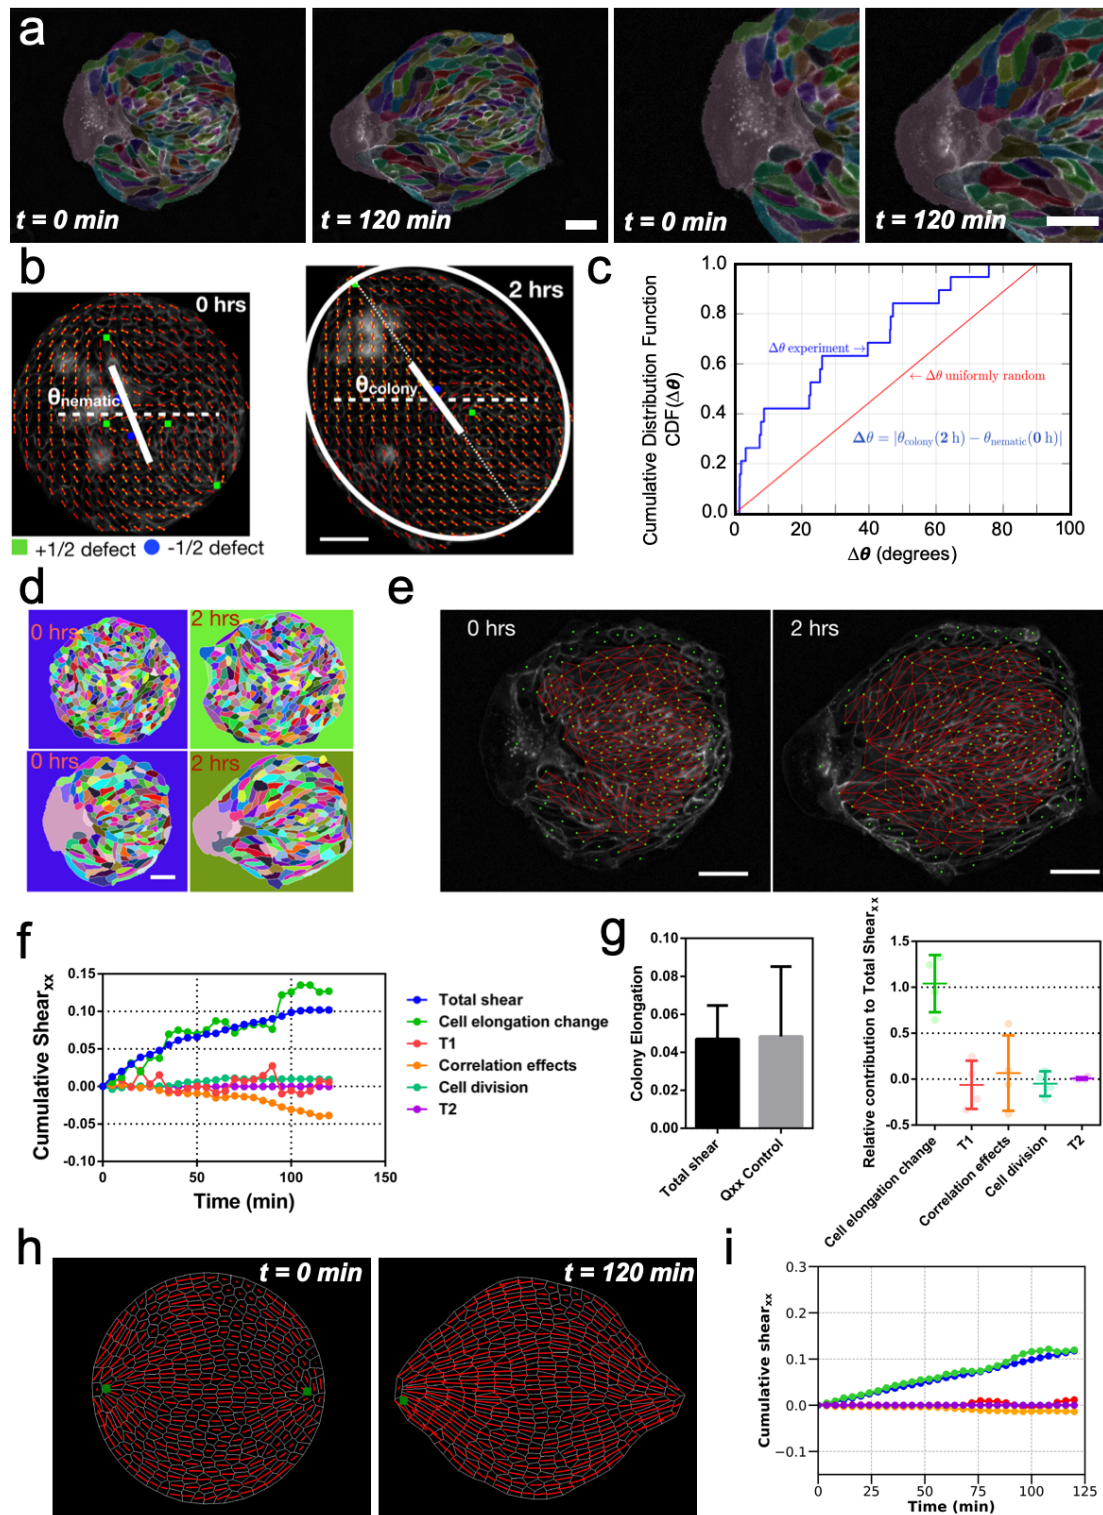 a
t = 0 min
t = 120 min
t = 0 min
t = 120 min
b
0 hrs
θnematic
2 hrs
θcolony
+1/2 defect
-1/2 defect
c
Cumulative Distribution Function
CDF(Δθ)
1.0
0.8
0.6
0.4
0.2
0.0
Δθ experiment →
← Δθ uniformly random
Δθ = |θcolony(2 h) − θnematic(0 h)|
0
20
40
60
80
100
Δθ (degrees)
d
0 hrs
2 hrs
0 hrs
2 hrs
e
0 hrs
2 hrs
f
Cumulative Shearxx
0.15
0.10
0.05
0.00
-0.05
-0.10
0
50
100
150
Time (min)
Total shear
Cell elongation change
T1
Correlation effects
Cell division
T2
g
Colony Elongation
0.10
0.08
0.06
0.04
0.02
0.00
Total shear
Qxx Control
Relative contribution to Total Shearxx
1.5
1.0
0.5
0.0
-0.5
Cell elongation change
T1
Correlation effects
Cell division
T2
h
t = 0 min
t = 120 min
i
Cumulative shearxx
0.3
0.2
0.1
0.0
−0.1
0
25
50
75
100
125
Time (min)